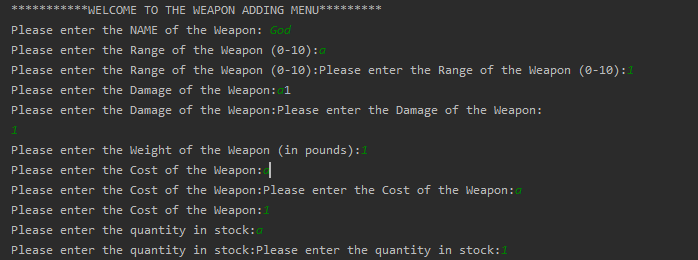 ***********WELCOME TO THE WEAPON ADDING MENU*********
Please enter the NAME of the Weapon: God
Please enter the Range of the Weapon (0-10):a
Please enter the Range of the Weapon (0-10):Please enter the Range of the Weapon (0-10):1
Please enter the Damage of the Weapon:a1
Please enter the Damage of the Weapon:Please enter the Damage of the Weapon:
1
Please enter the Weight of the Weapon (in pounds):1
Please enter the Cost of the Weapon:a
Please enter the Cost of the Weapon:Please enter the Cost of the Weapon:a
Please enter the Cost of the Weapon:1
Please enter the quantity in stock:a
Please enter the quantity in stock:Please enter the quantity in stock:1